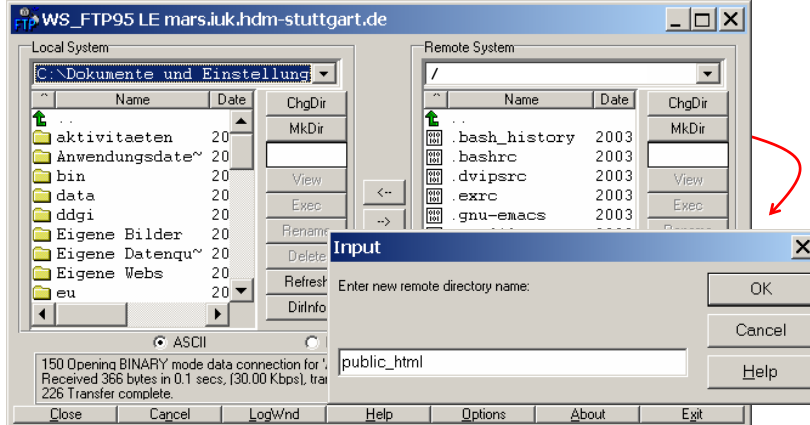 WS_FTP95 LE mars.iuk.hdm-stuttgart.de
Local System
C:\Dokumente und Einstellung
Name Date
..
aktivitaeten 20
Anwendungsdate~ 20
bin 20
data 20
ddgi 20
Eigene Bilder 20
Eigene Datenqu~ 20
Eigene Webs 20
eu 20
ChgDir
MkDir
View
Exec
Rename
Delete
Refresh
DirInfo
<--
-->
Remote System
/
Name Date
..
.bash_history 2003
.bashrc 2003
.dvipsrc 2003
.exrc 2003
.gnu-emacs 2003
ChgDir
MkDir
View
Exec
Input
Enter new remote directory name:
public_html
OK
Cancel
Help
ASCII
150 Opening BINARY mode data connection for
Received 366 bytes in 0.1 secs, (30.00 Kbps), tra
226 Transfer complete.
Close Cancel LogWnd Help Options About Exit